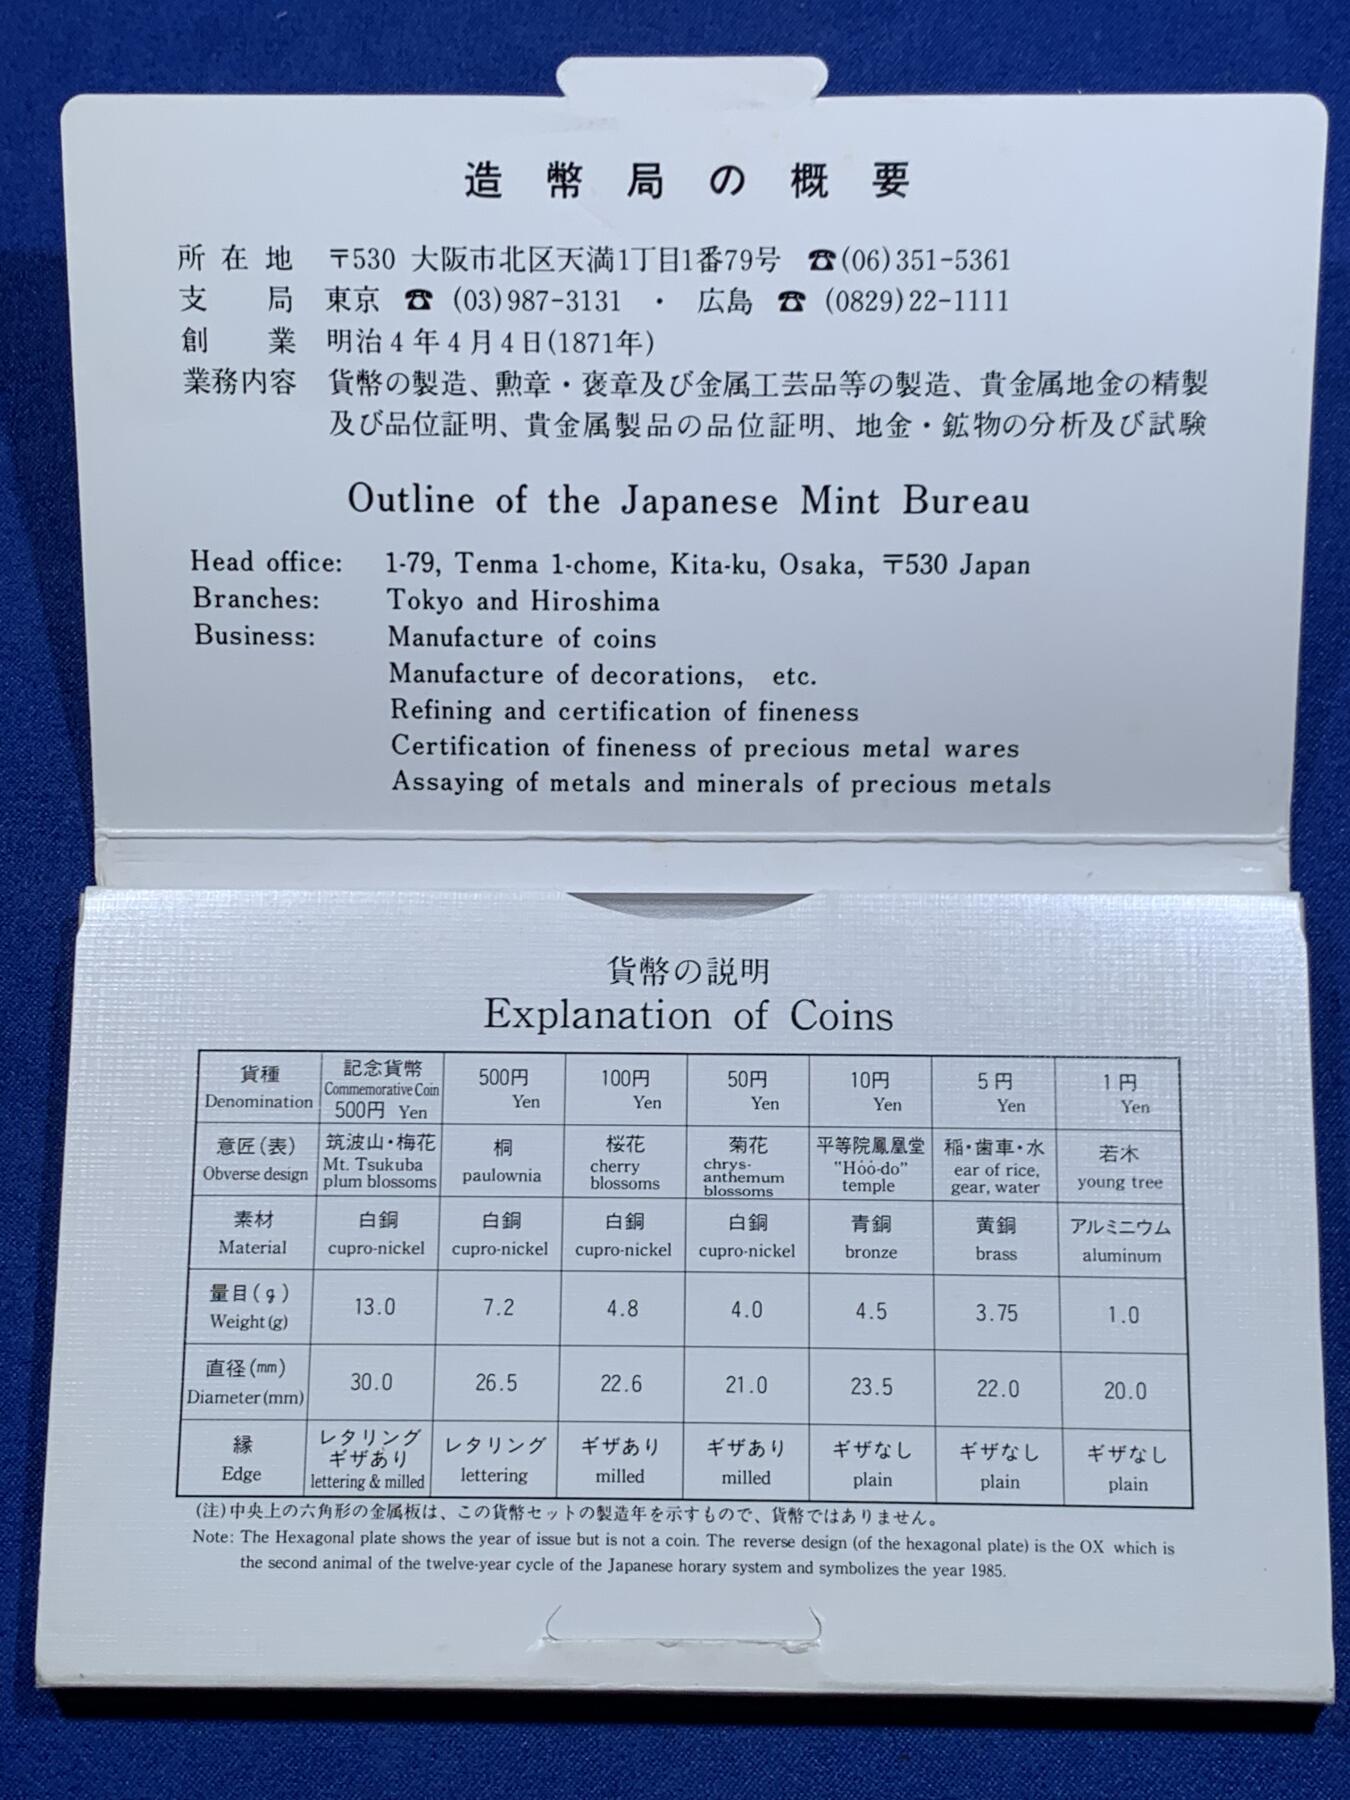 造幣局の概要
所在地 〒530 大阪市北区天満1丁目1番79号 ☎(06)351-5361
支局 東京 ☎ (03)987-3131 ・ 広島 ☎ (0829)22-1111
創業 明治4年4月4日(1871年)
業務内容 貨幣の製造、勲章・褒章及び金属工芸品等の製造、貴金属地金の精製
及び品位証明、貴金属製品の品位証明、地金・鉱物の分析及び試験
Outline of the Japanese Mint Bureau
Head office: 1-79, Tenma 1-chome, Kita-ku, Osaka, 〒530 Japan
Branches: Tokyo and Hiroshima
Business: Manufacture of coins
Manufacture of decorations, etc.
Refining and certification of fineness
Certification of fineness of precious metal wares
Assaying of metals and minerals of precious metals
貨幣の説明
Explanation of Coins
貨種 Denomination 記念貨幣 Commemorative Coin 500円 Yen 500円 Yen 100円 Yen 50円 Yen 10円 Yen 5円 Yen 1円 Yen
意匠(表) Obverse design 筑波山・梅花 Mt. Tsukuba plum blossoms 桐 paulownia 桜花 cherry blossoms 菊花 chrys-anthemum blossoms 平等院鳳凰堂 "Hóó-do" temple 稲・歯車・水 ear of rice, gear, water 若木 young tree
素材 Material 白銅 cupro-nickel 白銅 cupro-nickel 白銅 cupro-nickel 白銅 cupro-nickel 青銅 bronze 黄銅 brass アルミニウム aluminum
量目(g) Weight(g) 13.0 7.2 4.8 4.0 4.5 3.75 1.0
直径(mm) Diameter(mm) 30.0 26.5 22.6 21.0 23.5 22.0 20.0
縁 Edge レタリング ギザあり lettering & milled レタリング lettering ギザあり milled ギザあり milled ギザなし plain ギザなし plain ギザなし plain
(注)中央上の六角形の金属板は、この貨幣セットの製造年を示すもので、貨幣ではありません。
Note: The Hexagonal plate shows the year of issue but is not a coin. The reverse design (of the hexagonal plate) is the OX which is
the second animal of the twelve-year cycle of the Japanese horary system and symbolizes the year 1985.